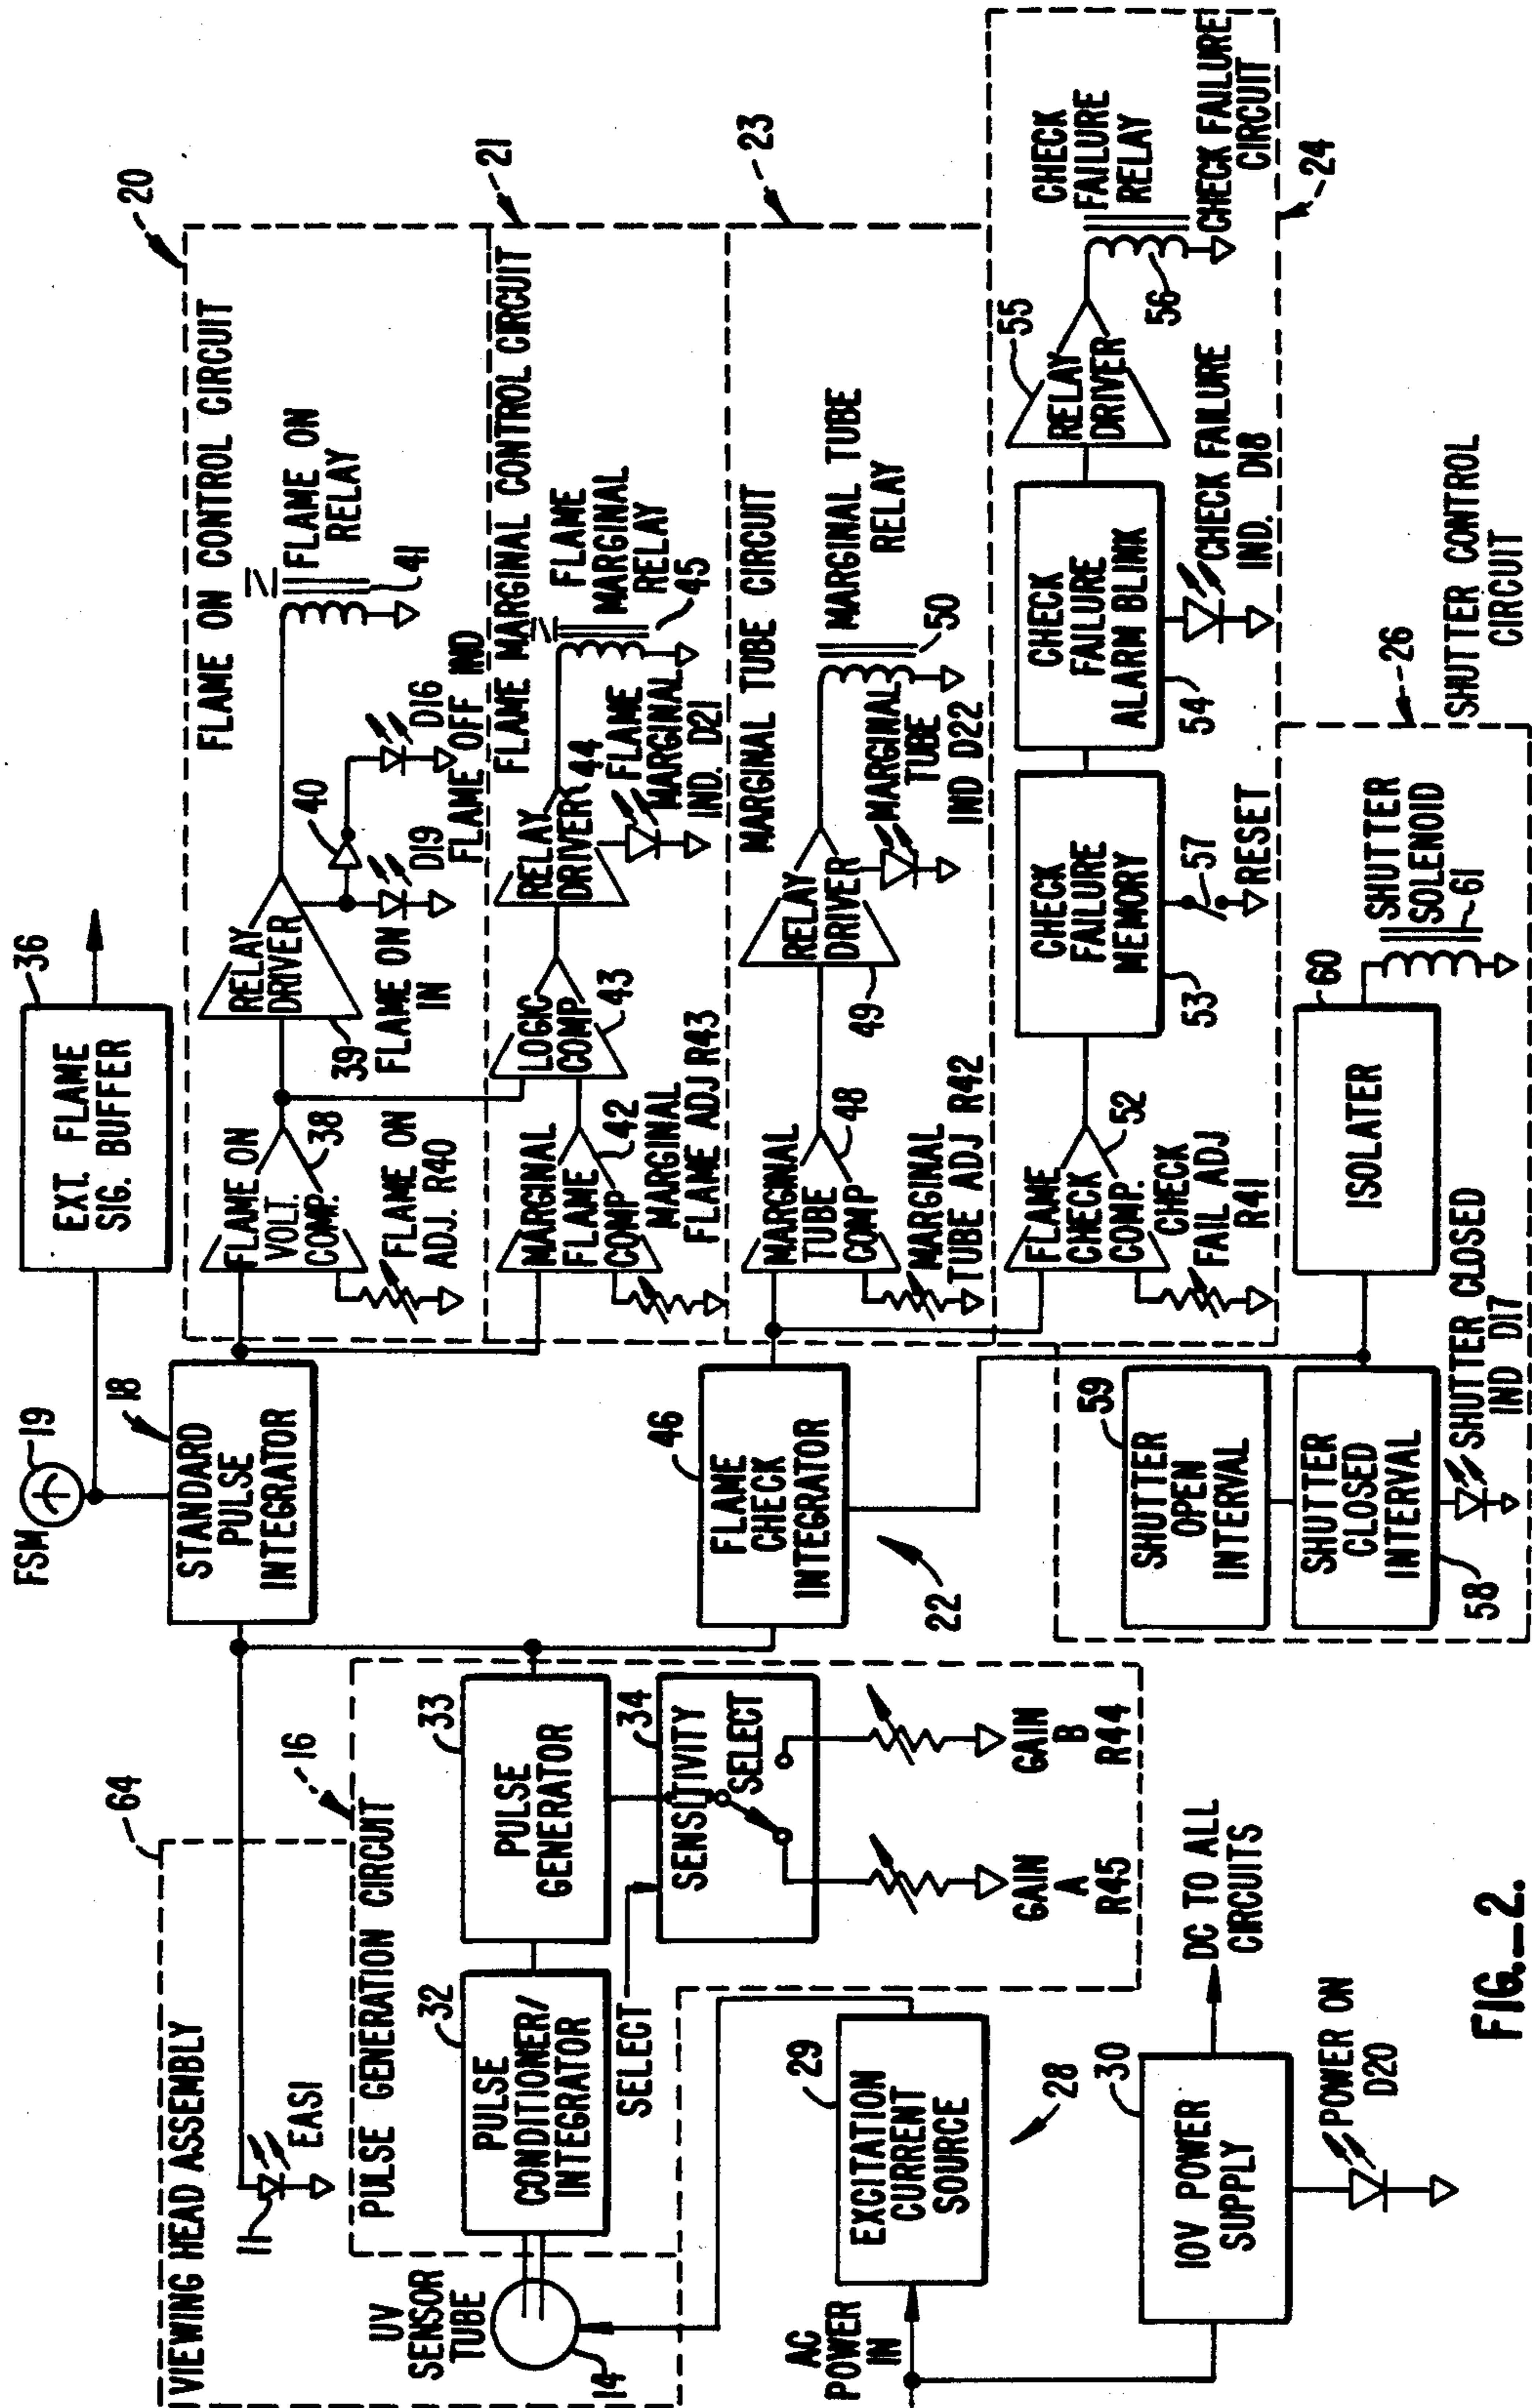 FSM
19
36
EXT. FLAME
SIG. BUFFER
20
FLAME ON CONTROL CIRCUIT
18
STANDARD
PULSE
INTEGRATOR
FLAME ON
VOLT.
COMP.
38
FLAME ON
ADJ. R40
RELAY
DRIVER
39
FLAME ON
IN
40
D19
D16
FLAME OFF IND
FLAME ON
RELAY
41
21
FLAME MARGINAL CONTROL CIRCUIT
MARGINAL
FLAME
COMP
42
MARGINAL
FLAME ADJ R43
LOGIC
COMP
43
RELAY
DRIVER
44
FLAME
MARGINAL
IND. D21
FLAME
MARGINAL
RELAY
45
23
MARGINAL TUBE CIRCUIT
MARGINAL
TUBE
COMP
48
MARGINAL
TUBE ADJ R42
RELAY
DRIVER
49
MARGINAL
TUBE
IND D22
MARGINAL TUBE
RELAY
50
46
FLAME
CHECK
INTEGRATOR
22
FLAME
CHECK
COMP.
52
CHECK
FAIL ADJ
R41
CHECK
FAILURE
MEMORY
53
57
RESET
CHECK
FAILURE
ALARM BLINK
54
CHECK FAILURE
IND. D18
RELAY
DRIVER
55
56
CHECK
FAILURE
RELAY
CHECK FAILURE
CIRCUIT
24
59
SHUTTER
OPEN
INTERVAL
SHUTTER
CLOSED
INTERVAL
58
SHUTTER CLOSED
IND D17
ISOLATER
60
SHUTTER
SOLENOID
61
26
SHUTTER CONTROL
CIRCUIT
64
VIEWING HEAD ASSEMBLY
11
EAS1
16
PULSE GENERATION CIRCUIT
UV
SENSOR
TUBE
14
32
PULSE
CONDITIONER/
INTEGRATOR
33
PULSE
GENERATOR
SELECT
34
SENSITIVITY
SELECT
GAIN
A
R45
GAIN
B
R44
AC
POWER
IN
29
EXCITATION
CURRENT
SOURCE
28
30
10V POWER
SUPPLY
POWER ON
D20
DC TO ALL
CIRCUITS
FIG._2.